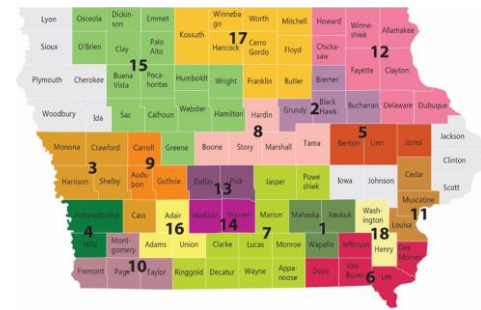 Lyon
Osceola
Dickin-
son
Emmet
Winneba-
go
Worth
Mitchell
Howard
Winne-
shiek
Allamakee
Kossuth
17
Sioux
O'Brien
Clay
Palo
Alto
Hancock
Cerro
Gordo
Floyd
Chicka-
saw
12
15
Fayette
Clayton
Plymouth
Cherokee
Buena
Vista
Poca-
hontas
Humboldt
Wright
Franklin
Butler
Bremer
Woodbury
Ida
Sac
Calhoun
Webster
Hamilton
Hardin
Grundy
2
Black
Hawk
Buchanan
Delaware
Dubuque
8
5
Jackson
Monona
Crawford
Carroll
Greene
Boone
Story
Marshall
Tama
Benton
Linn
Jones
Clinton
3
9
Cedar
Harrison
Shelby
Audu-
bon
Guthrie
Dallas
Polk
Jasper
Powe
shiek
Iowa
Johnson
Scott
13
Muscatine
11
Pottawattamie
Cass
Adair
Madison
Warren
Marion
Mahaska
Keokuk
Wash-
ington
Louisa
4
16
14
7
1
18
Mills
Mont-
gomery
Adams
Union
Clarke
Lucas
Monroe
Wapello
Jefferson
Henry
Des
Moines
10
Fremont
Page
Taylor
Ringgold
Decatur
Wayne
Appa-
noose
Davis
Van
Buren
6
Lee